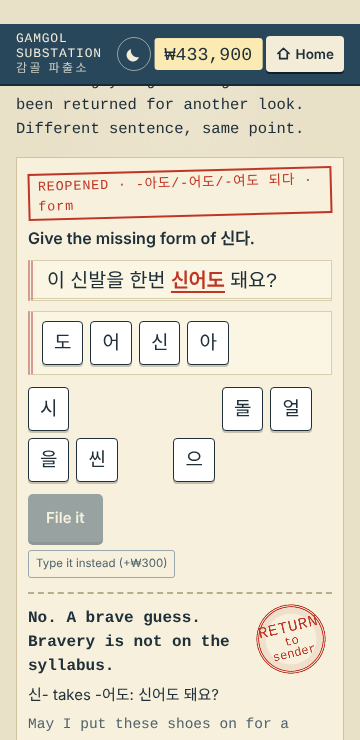 GAMGOL
SUBSTATION
감골 파출소
₩433,900
Home
been returned for another look.
Different sentence, same point.
REOPENED · -아도/-어도/-여도 되다 ·
form
Give the missing form of 신다.
이 신발을 한번 신어도 돼요?
도 어 신 아
시 돌 얼
을 씬 으
File it
Type it instead (+₩300)
No. A brave guess.
Bravery is not on the
syllabus.
RETURN
to
sender
신- takes -어도: 신어도 돼요?
May I put these shoes on for a